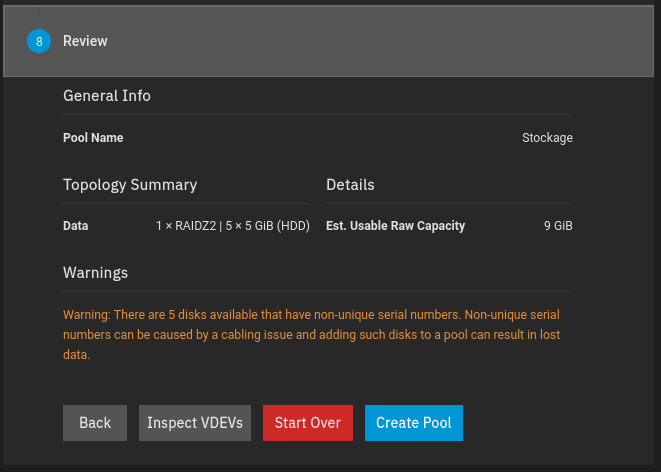 8 Review
General Info
Pool Name Stockage
Topology Summary Details
Data 1 × RAIDZ2 | 5 × 5 GiB (HDD) Est. Usable Raw Capacity 9 GiB
Warnings
Warning: There are 5 disks available that have non-unique serial numbers. Non-unique serial
numbers can be caused by a cabling issue and adding such disks to a pool can result in lost
data.
Back Inspect VDEVs Start Over Create Pool